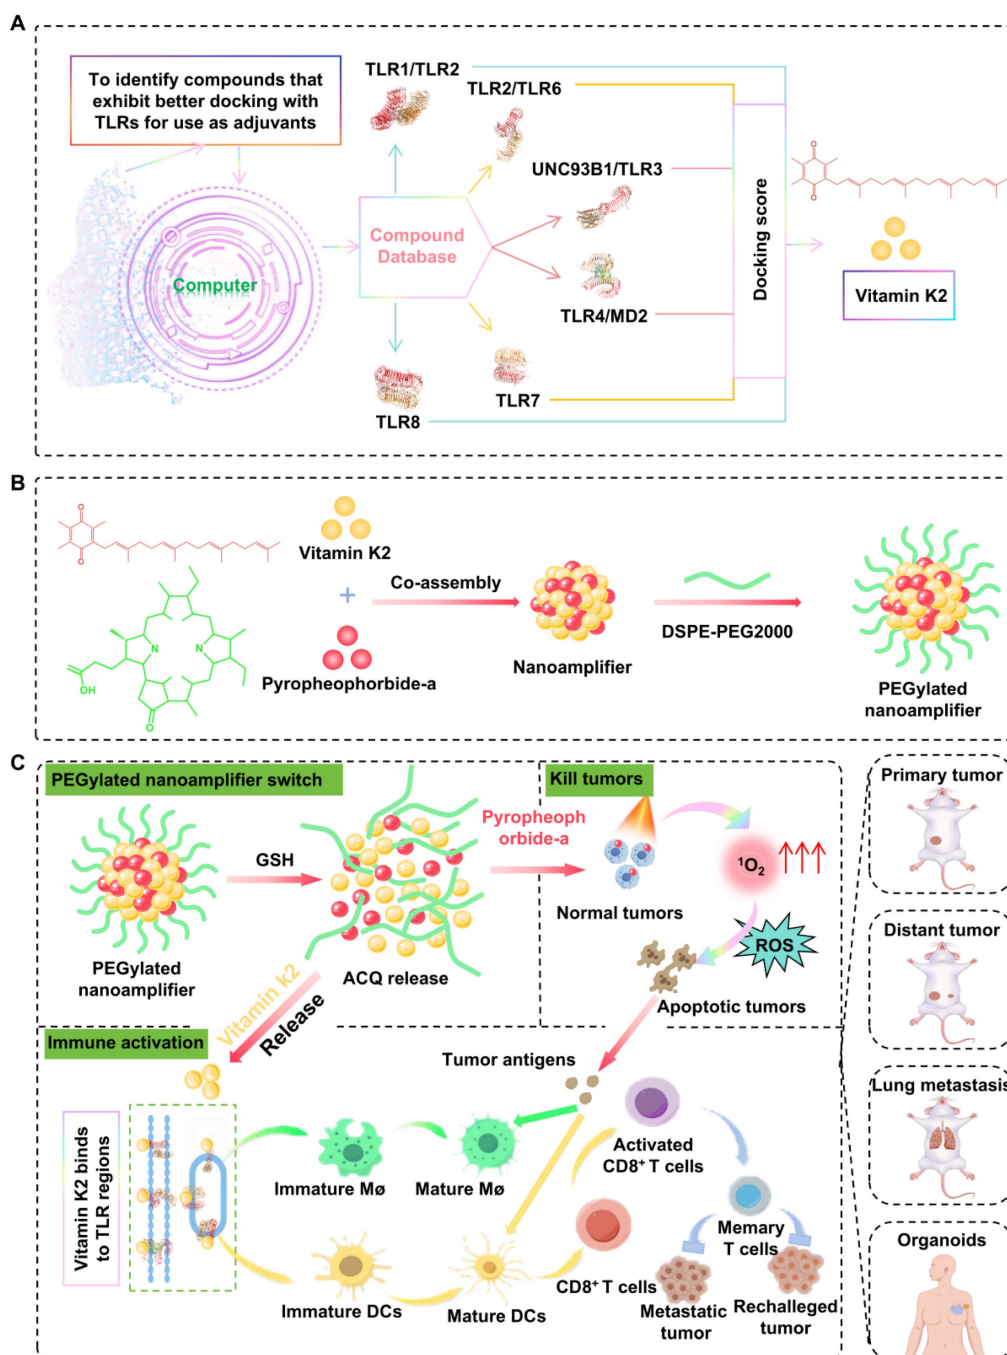 A
To identify compounds that
exhibit better docking with
TLRs for use as adjuvants
Computer
Compound
Database
TLR1/TLR2
TLR2/TLR6
UNC93B1/TLR3
TLR4/MD2
TLR7
TLR8
Docking score
O
O
Vitamin K2
B
O
O
Vitamin K2
+
N
N
OH
O
O
Pyropheophorbide-a
Co-assembly
Nanoamplifier
DSPE-PEG2000
PEGylated
nanoamplifier
C
PEGylated nanoamplifier switch
PEGylated
nanoamplifier
GSH
ACQ release
Pyropheoph
orbide-a
Kill tumors
Normal tumors
¹O₂
ROS
Apoptotic tumors
Vitamin k2
Release
Immune activation
Vitamin K2 binds
to TLR regions
Tumor antigens
Immature Mø
Mature Mø
Activated
CD8⁺ T cells
Immature DCs
Mature DCs
CD8⁺ T cells
Memary
T cells
Metastatic
tumor
Rechalleged
tumor
Primary tumor
Distant tumor
Lung metastasis
Organoids